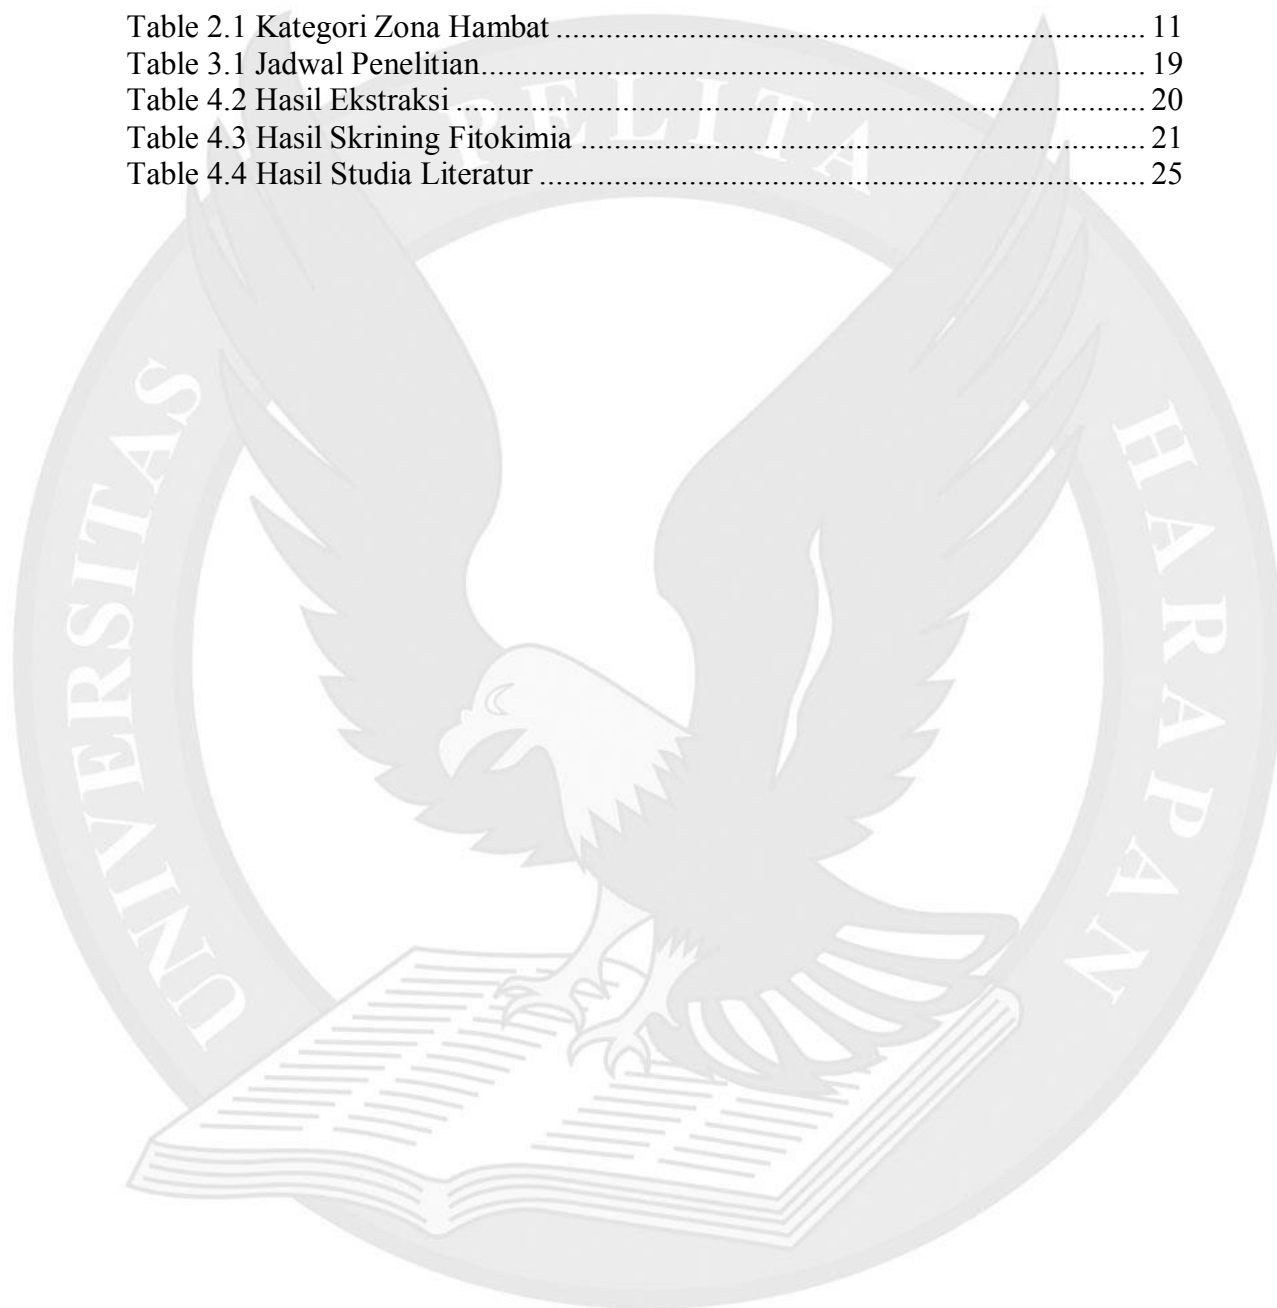 Table 2.1 Kategori Zona Hambat ........................................................................ 11
Table 3.1 Jadwal Penelitian................................................................................. 19
Table 4.2 Hasil Ekstraksi ..................................................................................... 20
Table 4.3 Hasil Skrining Fitokimia ..................................................................... 21
Table 4.4 Hasil Studia Literatur .......................................................................... 25
UNIVERSITAS PELITA HARAPAN